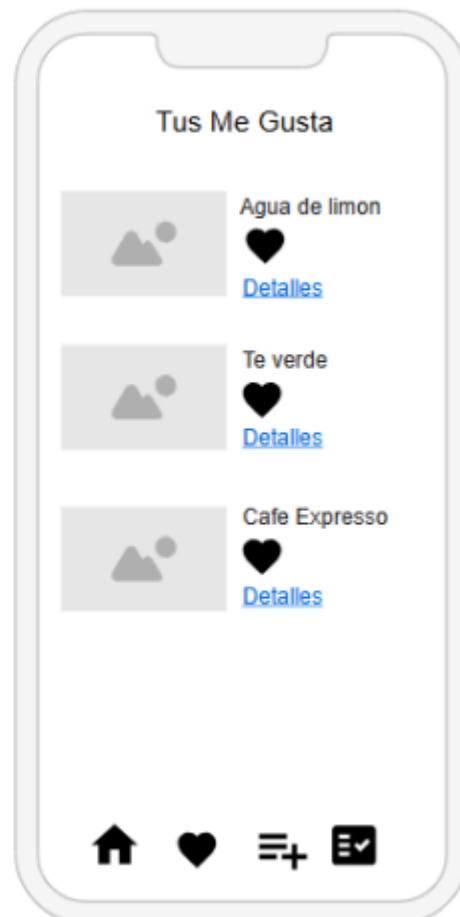 Tus Me Gusta
Agua de limon
Detalles
Te verde
Detalles
Cafe Expresso
Detalles